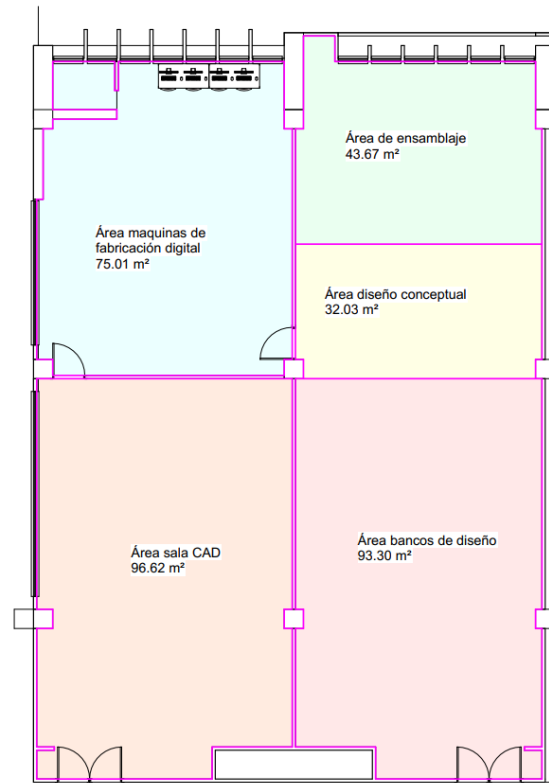 Área de ensamblaje
43.67 m²
Área maquinas de
fabricación digital
75.01 m²
Área diseño conceptual
32.03 m²
Área bancos de diseño
93.30 m²
Área sala CAD
96.62 m²